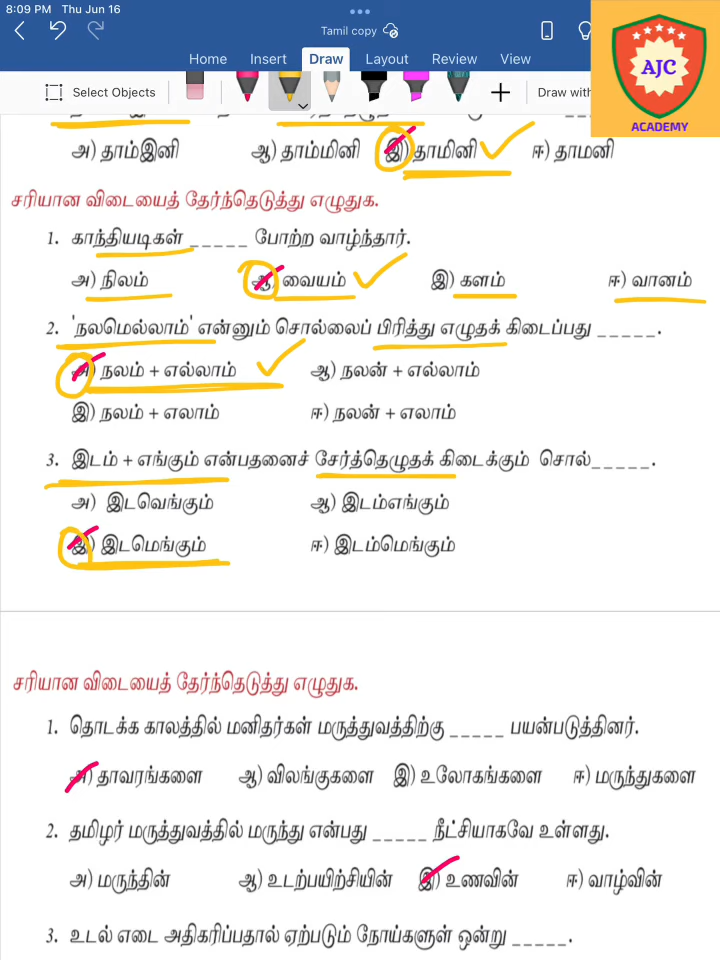 8:09 PM Thu Jun 16
Tamil copy
Home Insert Draw Layout Review View
Select Objects
Draw with
AJC
ACADEMY
அ) தாம்இனி ஆ) தாம்மினி இ) தாமினி ஈ) தாமனி
சரியான விடையைத் தேர்ந்தெடுத்து எழுதுக.
1. காந்தியடிகள் _____ போற்ற வாழ்ந்தார்.
அ) நிலம் ஆ) வையம் இ) களம் ஈ) வானம்
2. 'நலமெல்லாம்' என்னும் சொல்லைப் பிரித்து எழுதக் கிடைப்பது _____.
அ) நலம் + எல்லாம் ஆ) நலன் + எல்லாம்
இ) நலம் + எலாம் ஈ) நலன் + எலாம்
3. இடம் + எங்கும் என்பதனைச் சேர்த்தெழுதக் கிடைக்கும் சொல்_____.
அ) இடவெங்கும் ஆ) இடம்எங்கும்
இ) இடமெங்கும் ஈ) இடம்மெங்கும்
சரியான விடையைத் தேர்ந்தெடுத்து எழுதுக.
1. தொடக்க காலத்தில் மனிதர்கள் மருத்துவத்திற்கு _____ பயன்படுத்தினர்.
அ) தாவரங்களை ஆ) விலங்குகளை இ) உலோகங்களை ஈ) மருந்துகளை
2. தமிழர் மருத்துவத்தில் மருந்து என்பது _____ நீட்சியாகவே உள்ளது.
அ) மருந்தின் ஆ) உடற்பயிற்சியின் இ) உணவின் ஈ) வாழ்வின்
3. உடல் எடை அதிகரிப்பதால் ஏற்படும் நோய்களுள் ஒன்று _____.